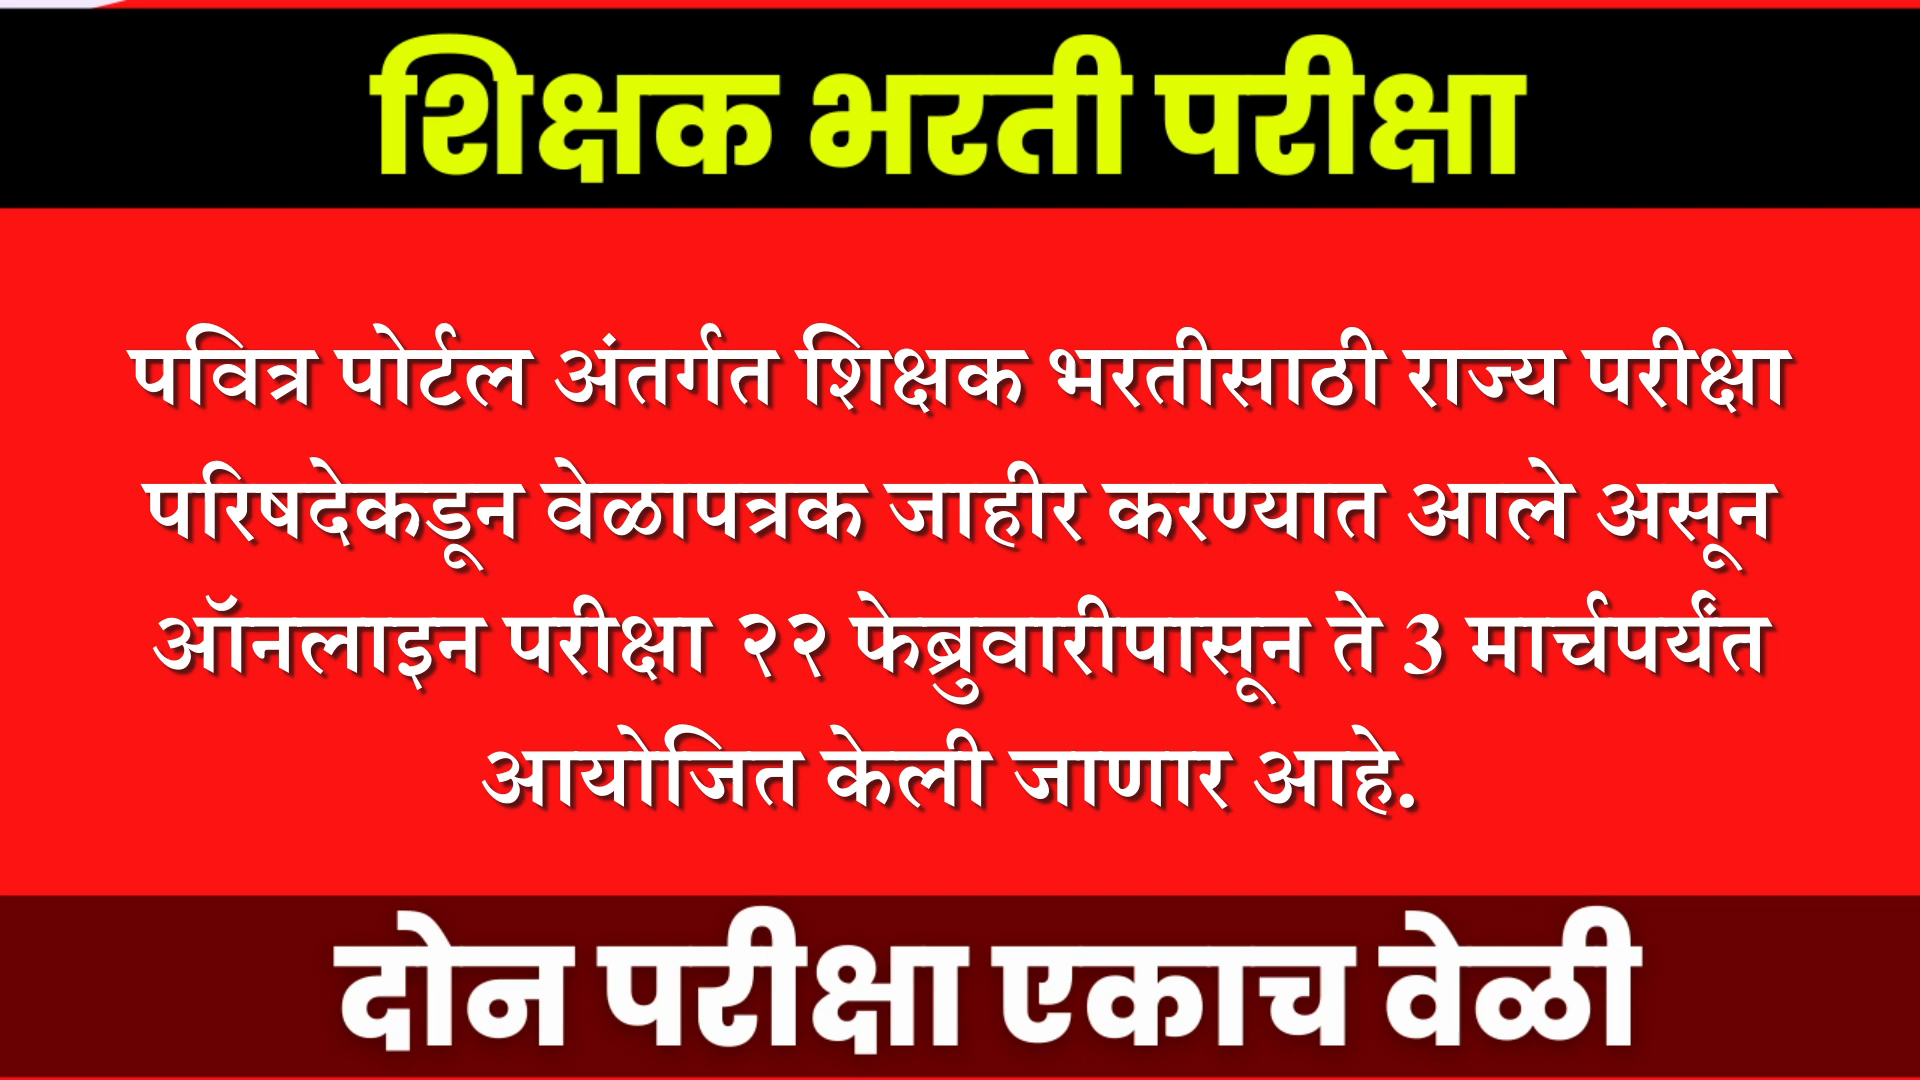 शिक्षक भरती परीक्षा
पवित्र पोर्टल अंतर्गत शिक्षक भरतीसाठी राज्य परीक्षा
परिषदेकडून वेळापत्रक जाहीर करण्यात आले असून
ऑनलाइन परीक्षा २२ फेब्रुवारीपासून ते 3 मार्चपर्यंत
आयोजित केली जाणार आहे.
दोन परीक्षा एकाच वेळी